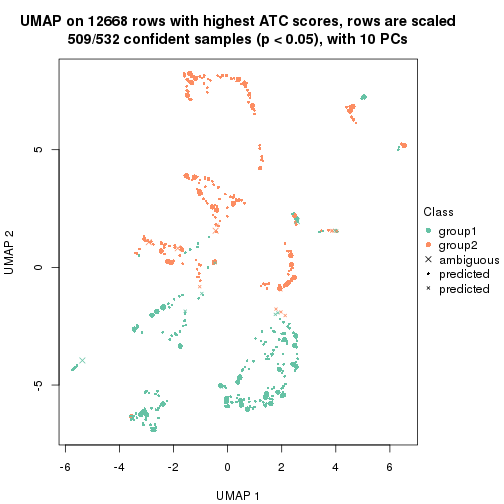 UMAP on 12668 rows with highest ATC scores, rows are scaled
509/532 confident samples (p < 0.05), with 10 PCs
5
0
-5
UMAP 2
-6
-4
-2
0
2
4
6
UMAP 1
Class
group1
group2
ambiguous
predicted
predicted